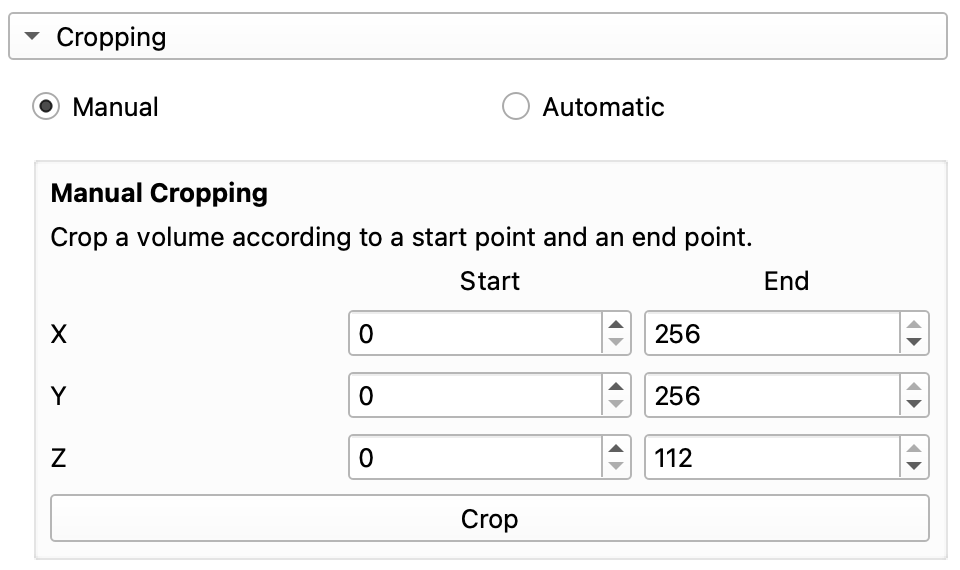 Cropping
Manual Automatic
Manual Cropping
Crop a volume according to a start point and an end point.
Start End
X 0 256
Y 0 256
Z 0 112
Crop